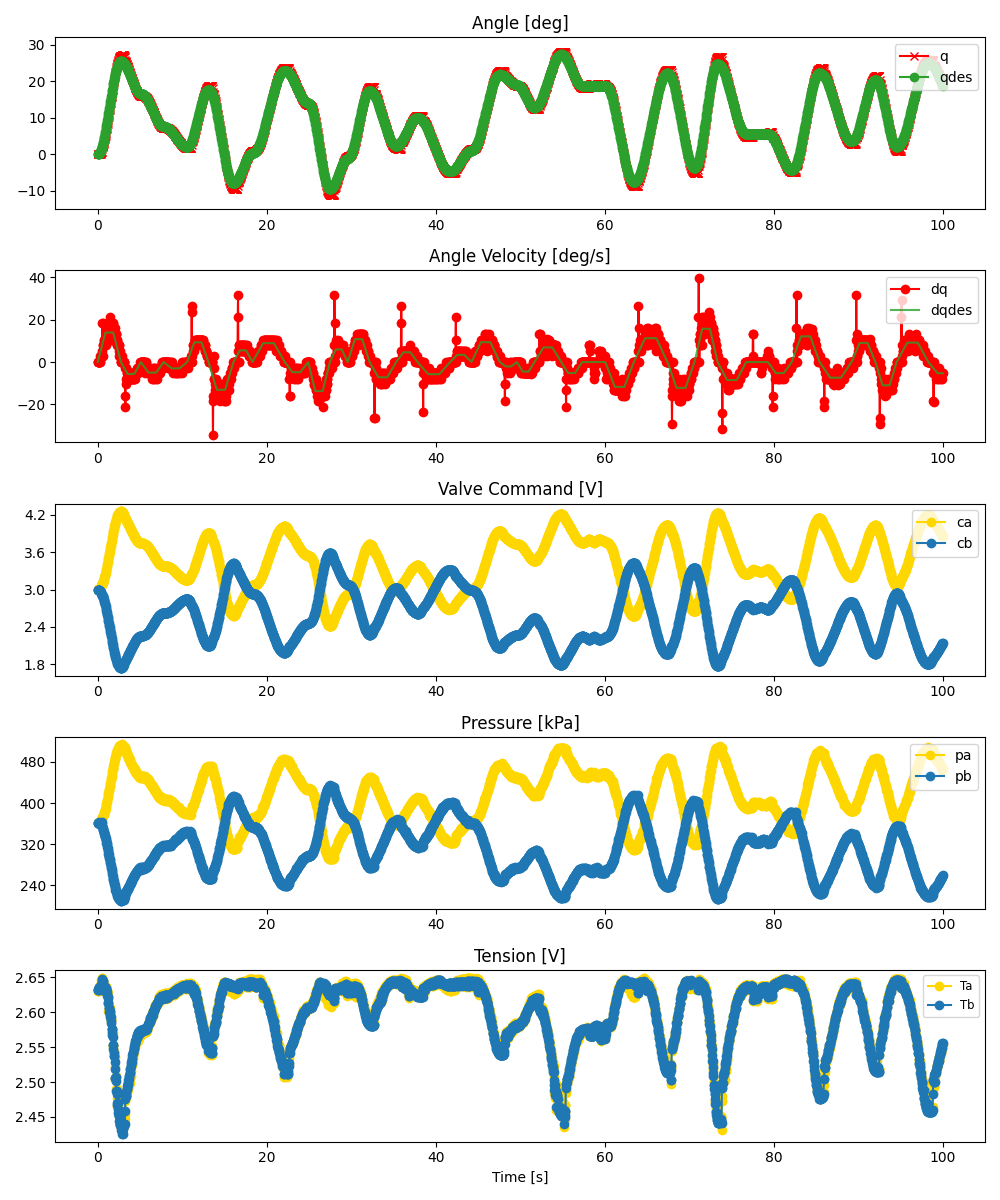 Angle [deg]
30
20
10
0
−10
q
qdes
0 20 40 60 80 100
Angle Velocity [deg/s]
40
20
0
−20
dq
dqdes
0 20 40 60 80 100
Valve Command [V]
4.2
3.6
3.0
2.4
1.8
ca
cb
0 20 40 60 80 100
Pressure [kPa]
480
400
320
240
pa
pb
0 20 40 60 80 100
Tension [V]
2.65
2.60
2.55
2.50
2.45
Ta
Tb
0 20 40 60 80 100
Time [s]